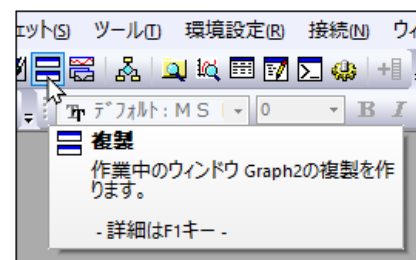 ェット(S) ツール(T) 環境設定(R) 接続(N) ウィ
デフォルト: M S 0 B I
複製
作業中のウィンドウ Graph2の複製を作
ります。
- 詳細はF1キー -